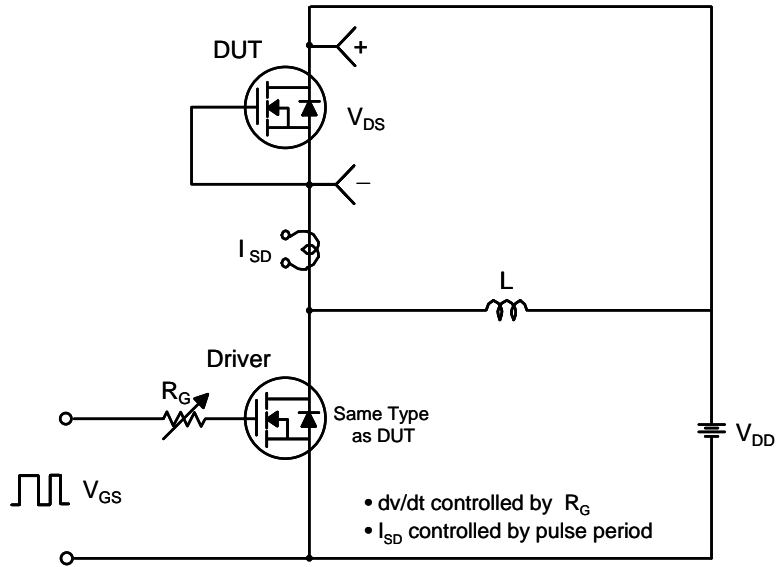 DUT
+
V_DS
–
I_SD
L
Driver
R_G
Same Type
as DUT
V_DD
V_GS
• dv/dt controlled by R_G
• I_SD controlled by pulse period